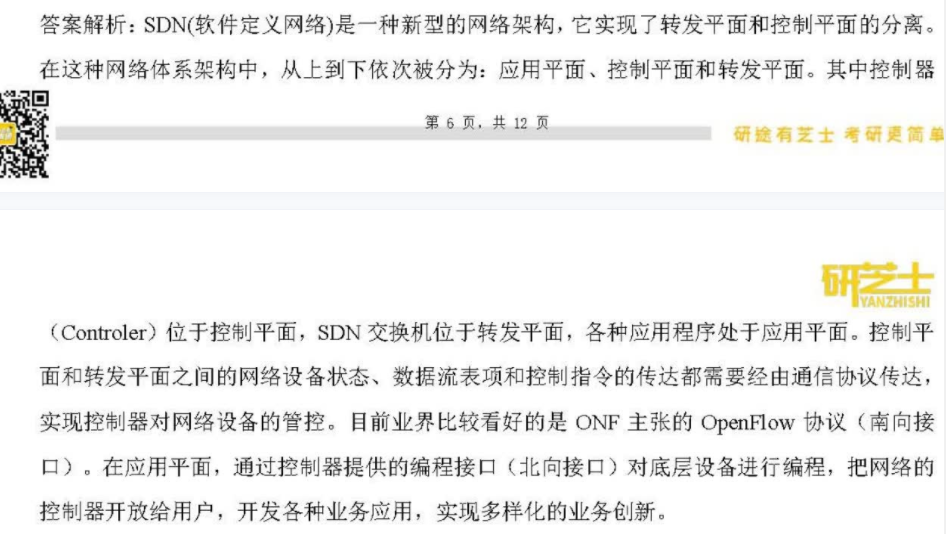 答案解析：SDN(软件定义网络)是一种新型的网络架构，它实现了转发平面和控制平面的分离。
在这种网络体系架构中，从上到下依次被分为：应用平面、控制平面和转发平面。其中控制器
第 6 页，共 12 页
研途有芝士 考研更简单
研芝士
YANZHISHI
（Controler）位于控制平面，SDN 交换机位于转发平面，各种应用程序处于应用平面。控制平
面和转发平面之间的网络设备状态、数据流表项和控制指令的传达都需要经由通信协议传达，
实现控制器对网络设备的管控。目前业界比较看好的是 ONF 主张的 OpenFlow 协议（南向接
口）。在应用平面，通过控制器提供的编程接口（北向接口）对底层设备进行编程，把网络的
控制器开放给用户，开发各种业务应用，实现多样化的业务创新。